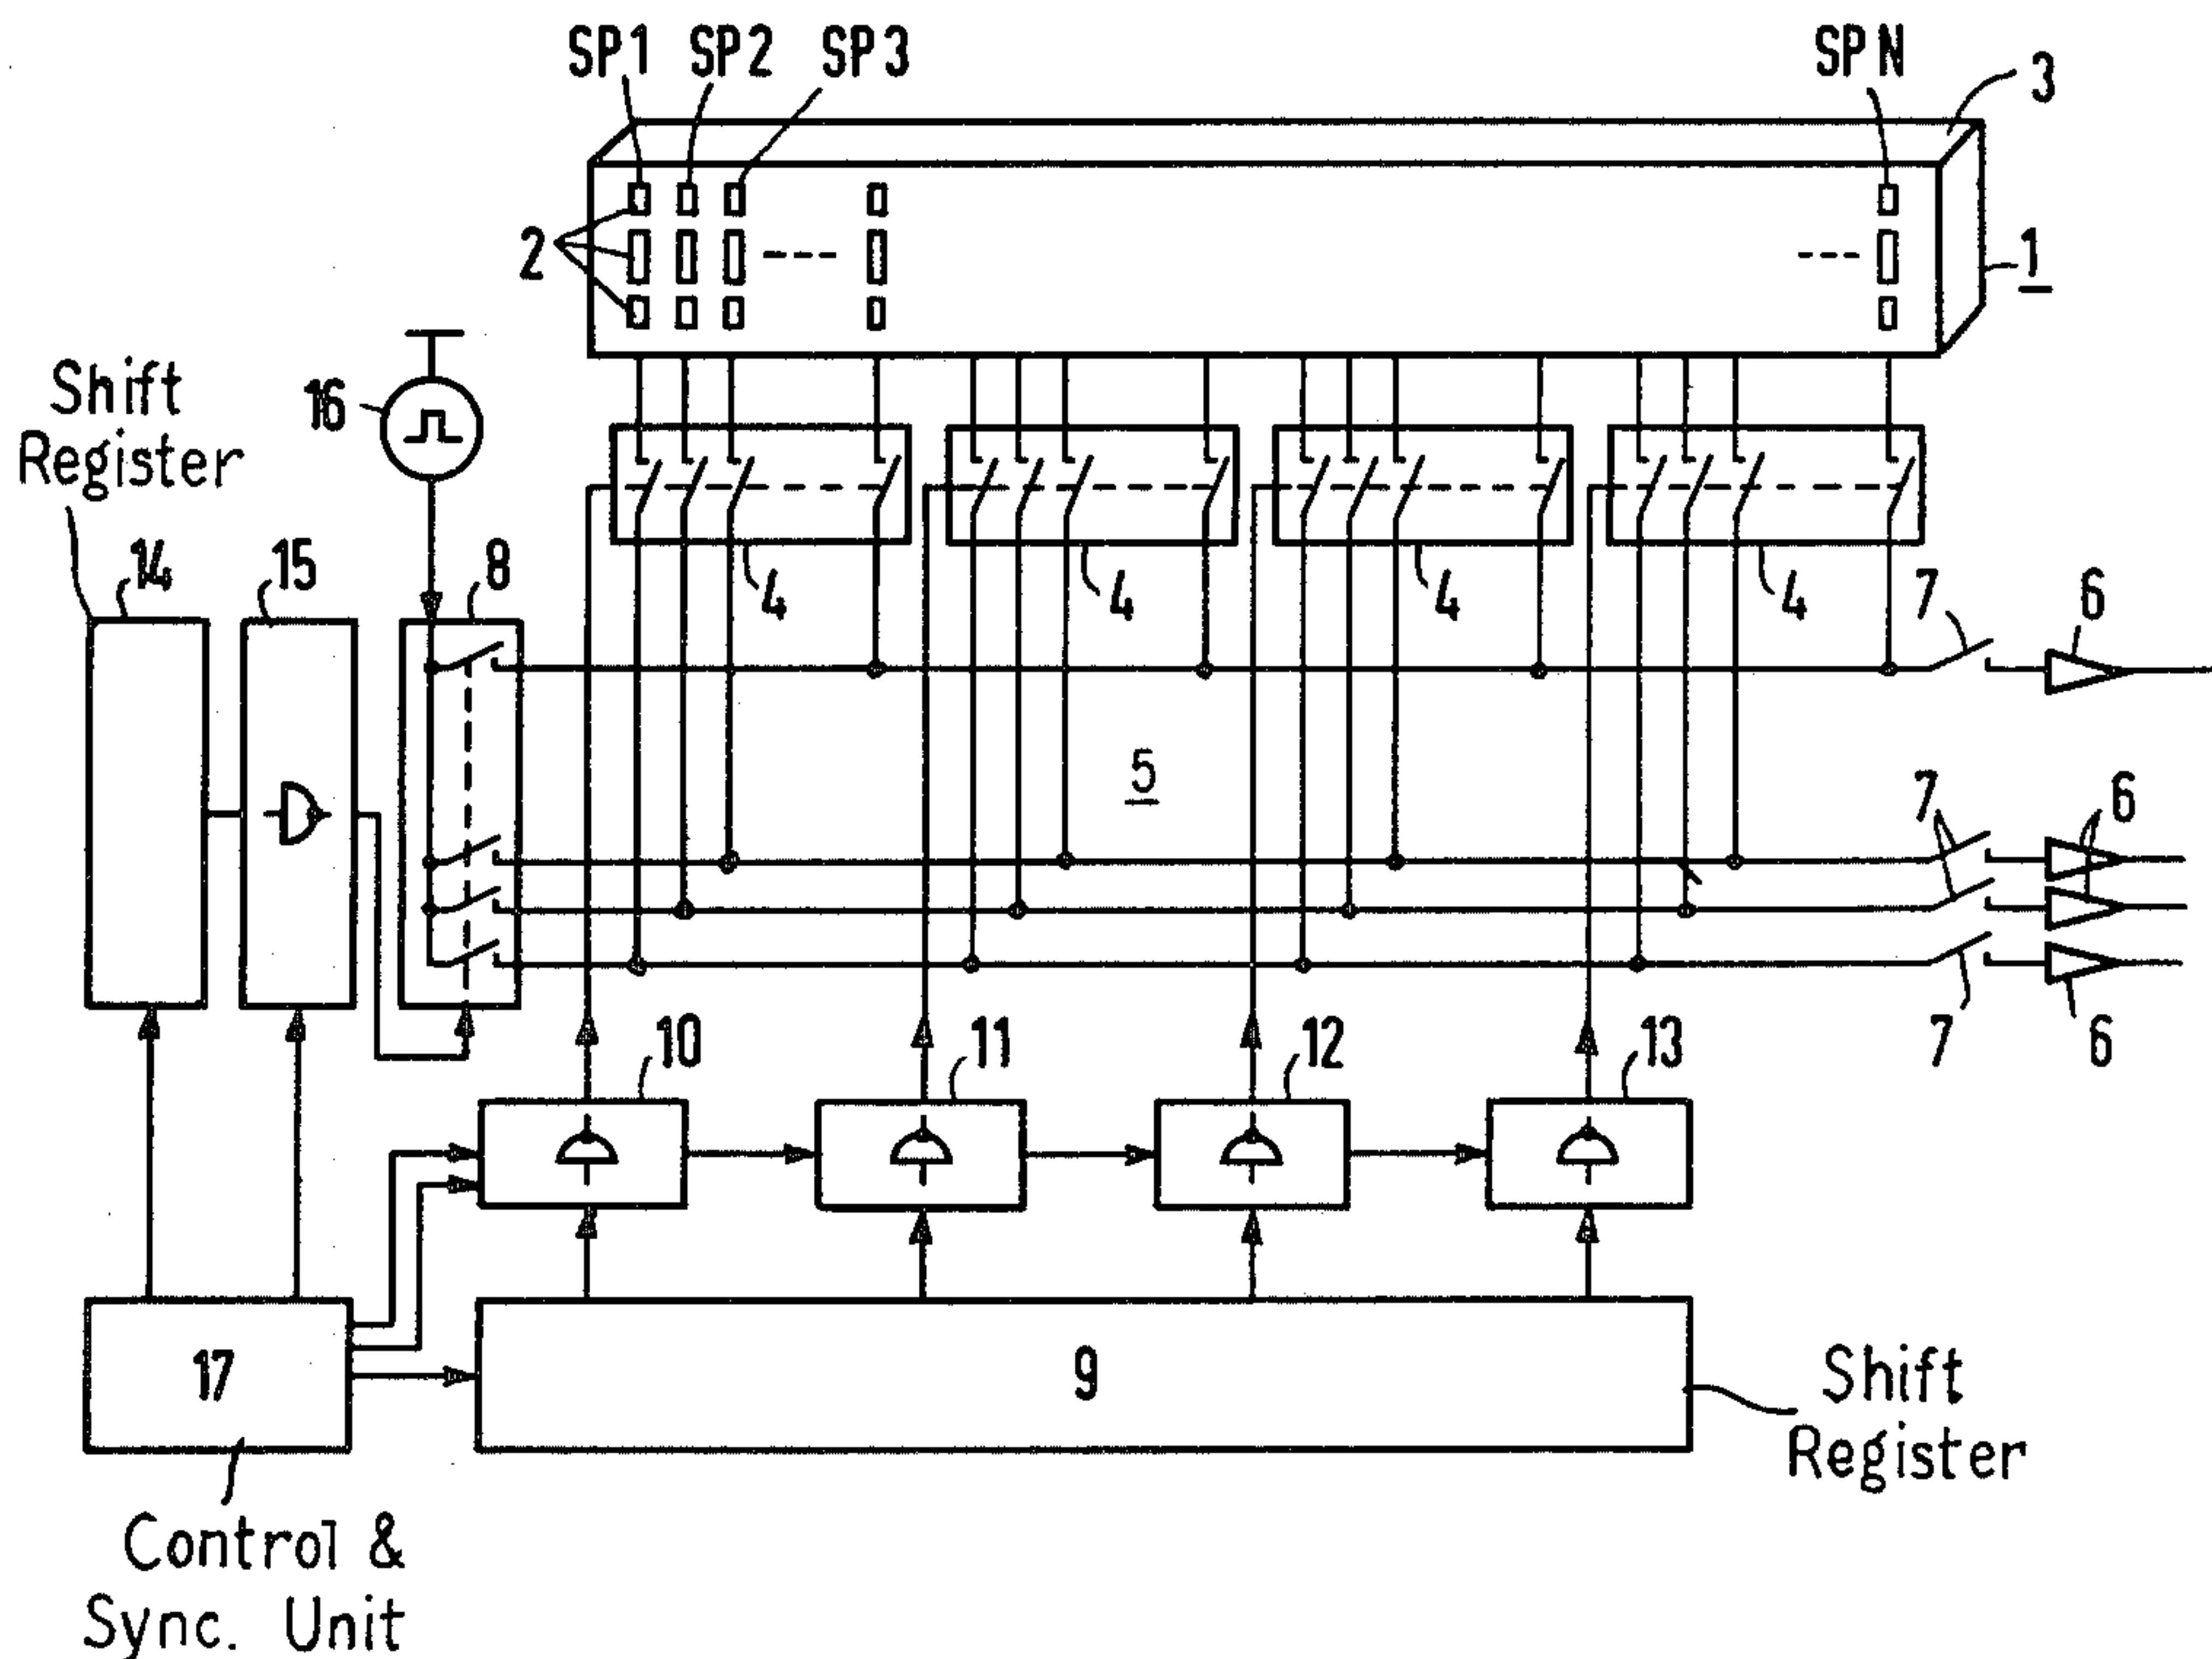 SP1 SP2 SP3 SPN 3
2
1
16
Shift
Register
14 15 8
4 4 4 4
7 6
5
7 6
10 11 12 13
7 6
17
9
Shift
Register
Control &
Sync. Unit